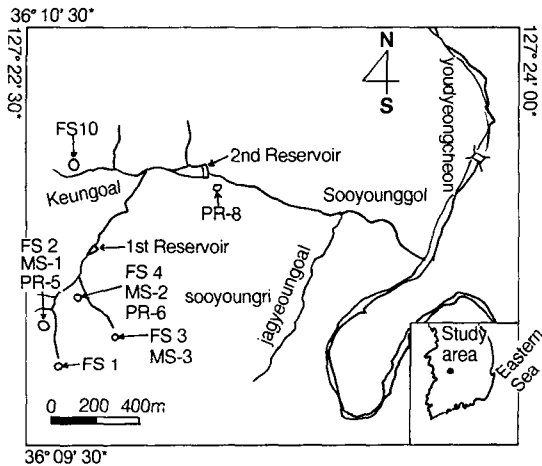 36° 10' 30"
127° 22' 30"
127° 24' 00"
N
S
youdyeongcheon
FS10
2nd Reservoir
Keungoal
PR-8
Sooyounggol
FS 2
MS-1
PR-5
1st Reservoir
FS 4
MS-2
PR-6
sooyoungri
jagyeoungoal
FS 3
MS-3
FS 1
Study
area
Eastern
Sea
0 200 400m
36° 09' 30"